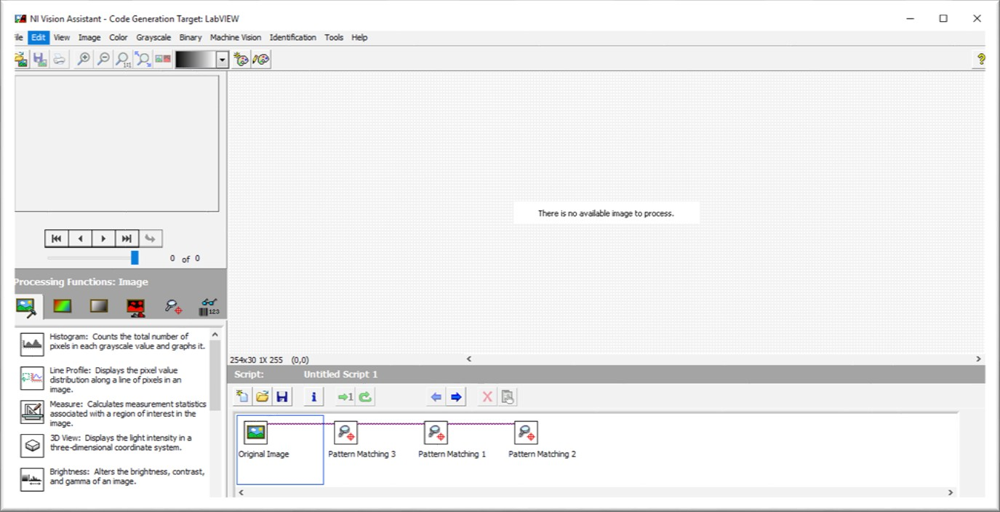 NI Vision Assistant - Code Generation Target: LabVIEW
ile Edit View Image Color Grayscale Binary Machine Vision Identification Tools Help
1:1
?
There is no available image to process.
0 of 0
Processing Functions: Image
123
Histogram: Counts the total number of
pixels in each grayscale value and graphs it.
Line Profile: Displays the pixel value
distribution along a line of pixels in an
image.
Measure: Calculates measurement statistics
associated with a region of interest in the
image.
3D View: Displays the light intensity in a
three-dimensional coordinate system.
Brightness: Alters the brightness, contrast,
and gamma of an image.
254x30 1X 255 (0,0)
Script: Untitled Script 1
i
1
Original Image
Pattern Matching 3
Pattern Matching 1
Pattern Matching 2